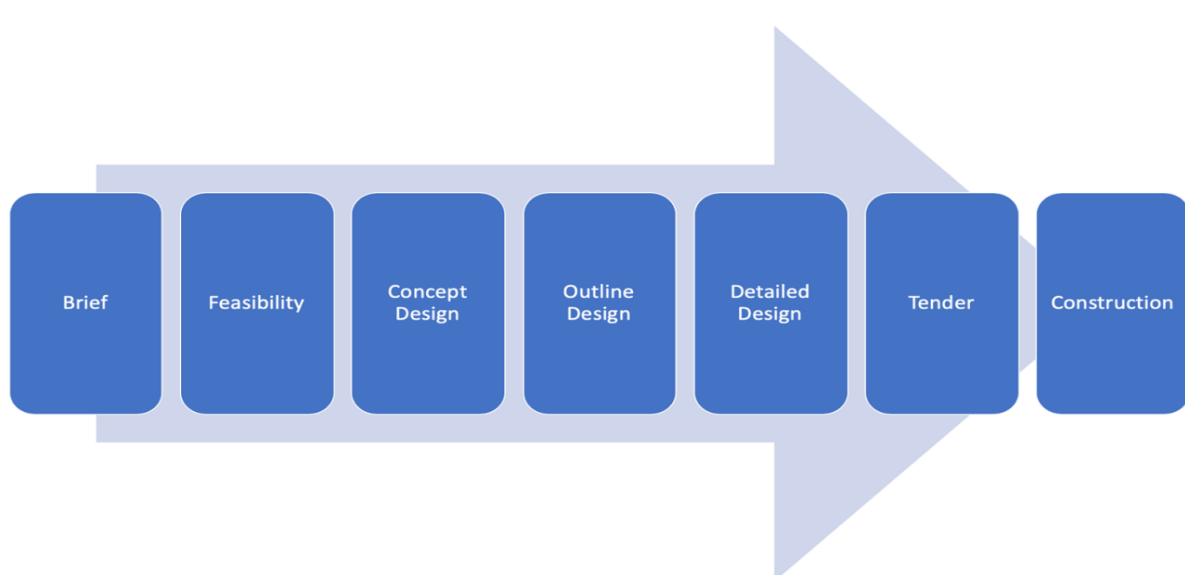 Brief
Feasibility
Concept
Design
Outline
Design
Detailed
Design
Tender
Construction